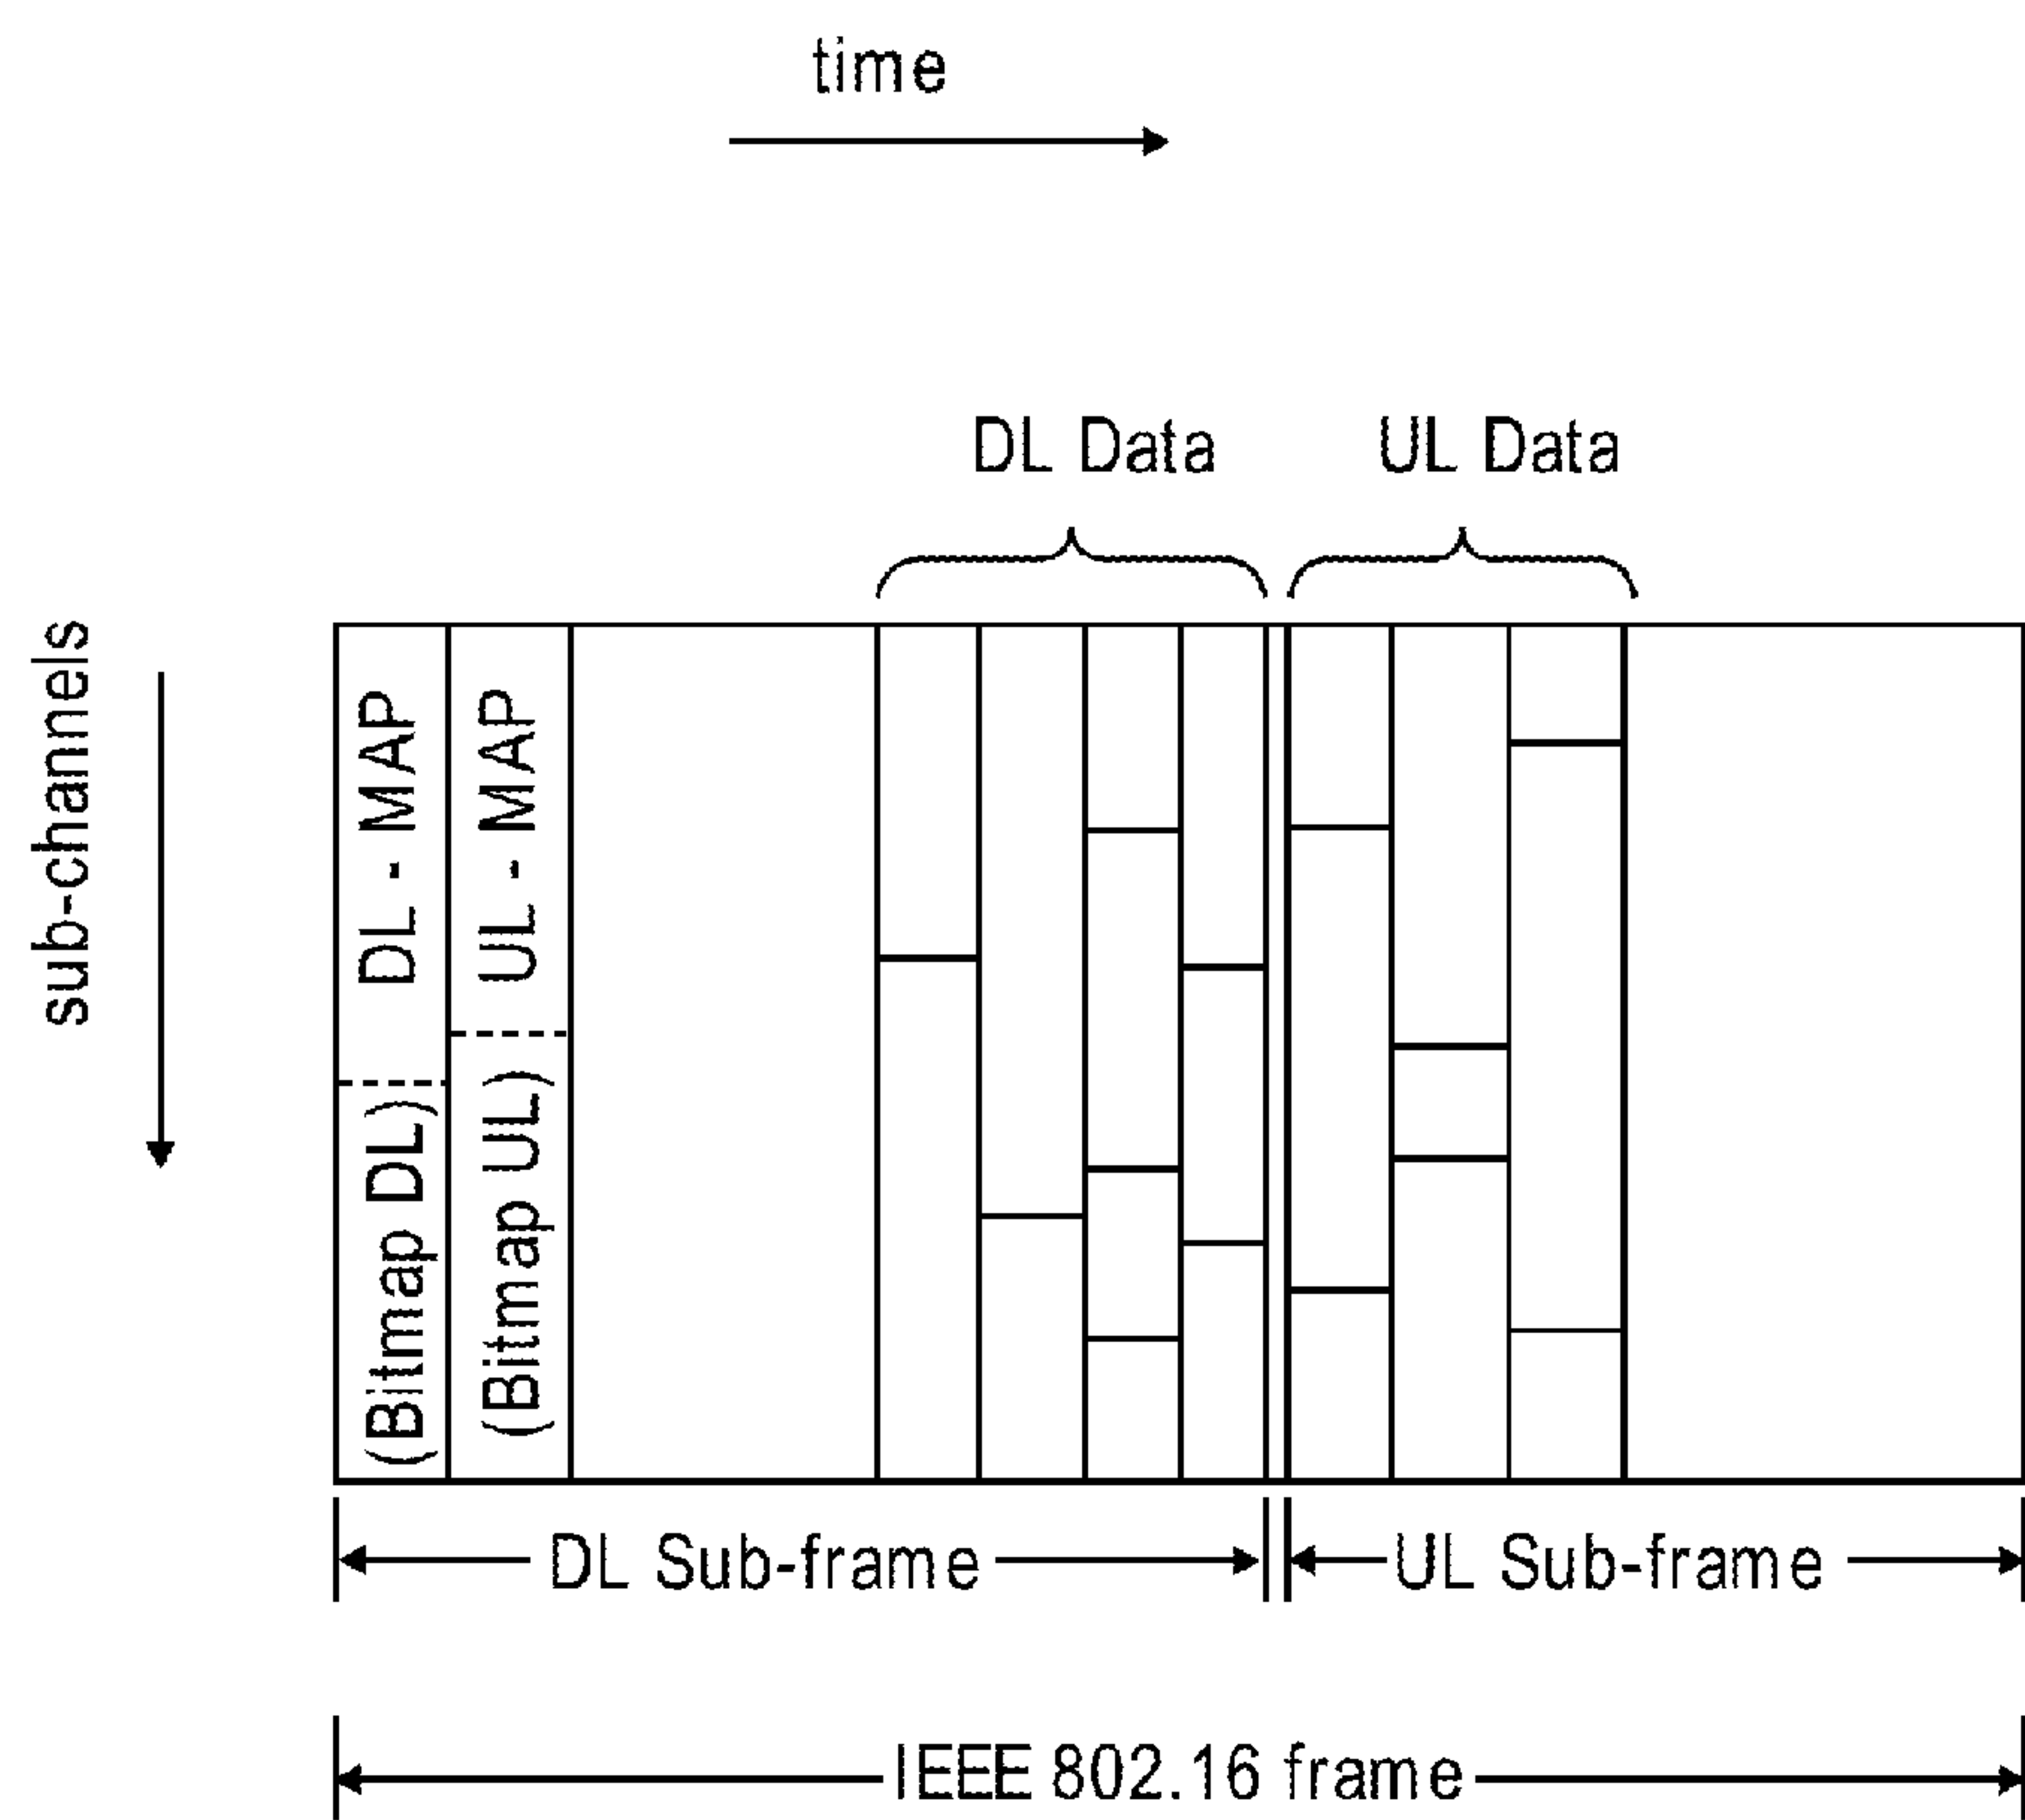 time
DL Data
UL Data
sub-channels
DL - MAP
(Bitmap DL)
UL - MAP
(Bitmap UL)
DL Sub-frame
UL Sub-frame
IEEE 802.16 frame